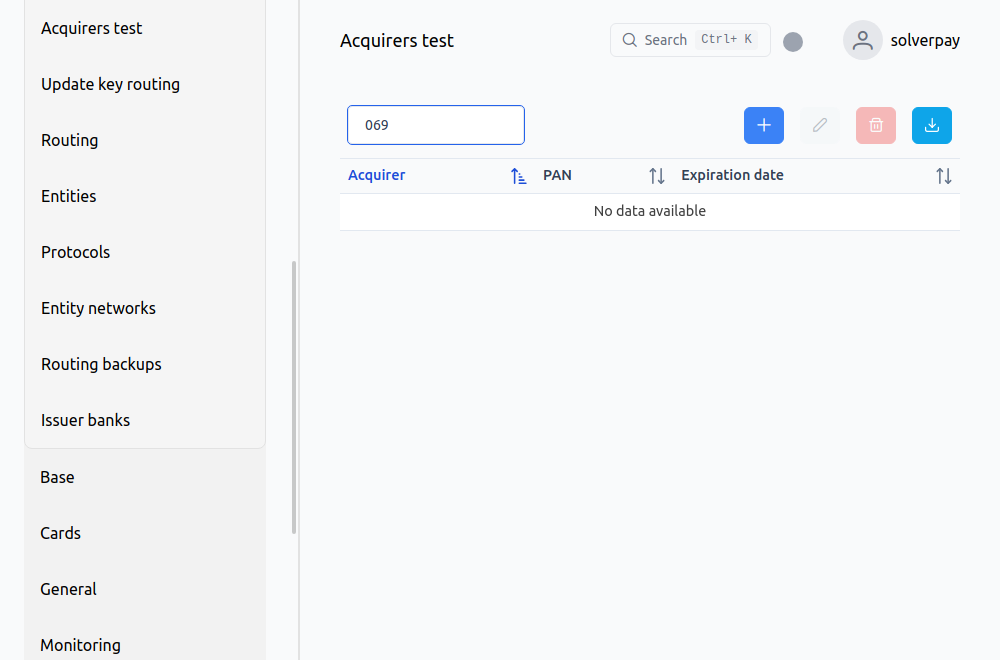 Acquirers test
Update key routing
Routing
Entities
Protocols
Entity networks
Routing backups
Issuer banks
Base
Cards
General
Monitoring
Acquirers test
Search Ctrl+ K
solverpay
069
Acquirer PAN Expiration date
No data available